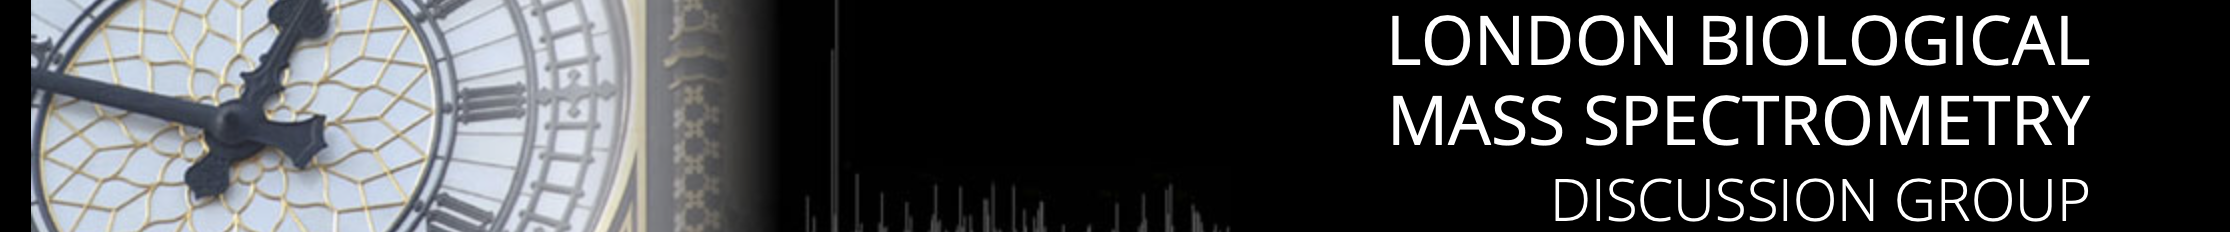 LONDON BIOLOGICAL
MASS SPECTROMETRY
DISCUSSION GROUP